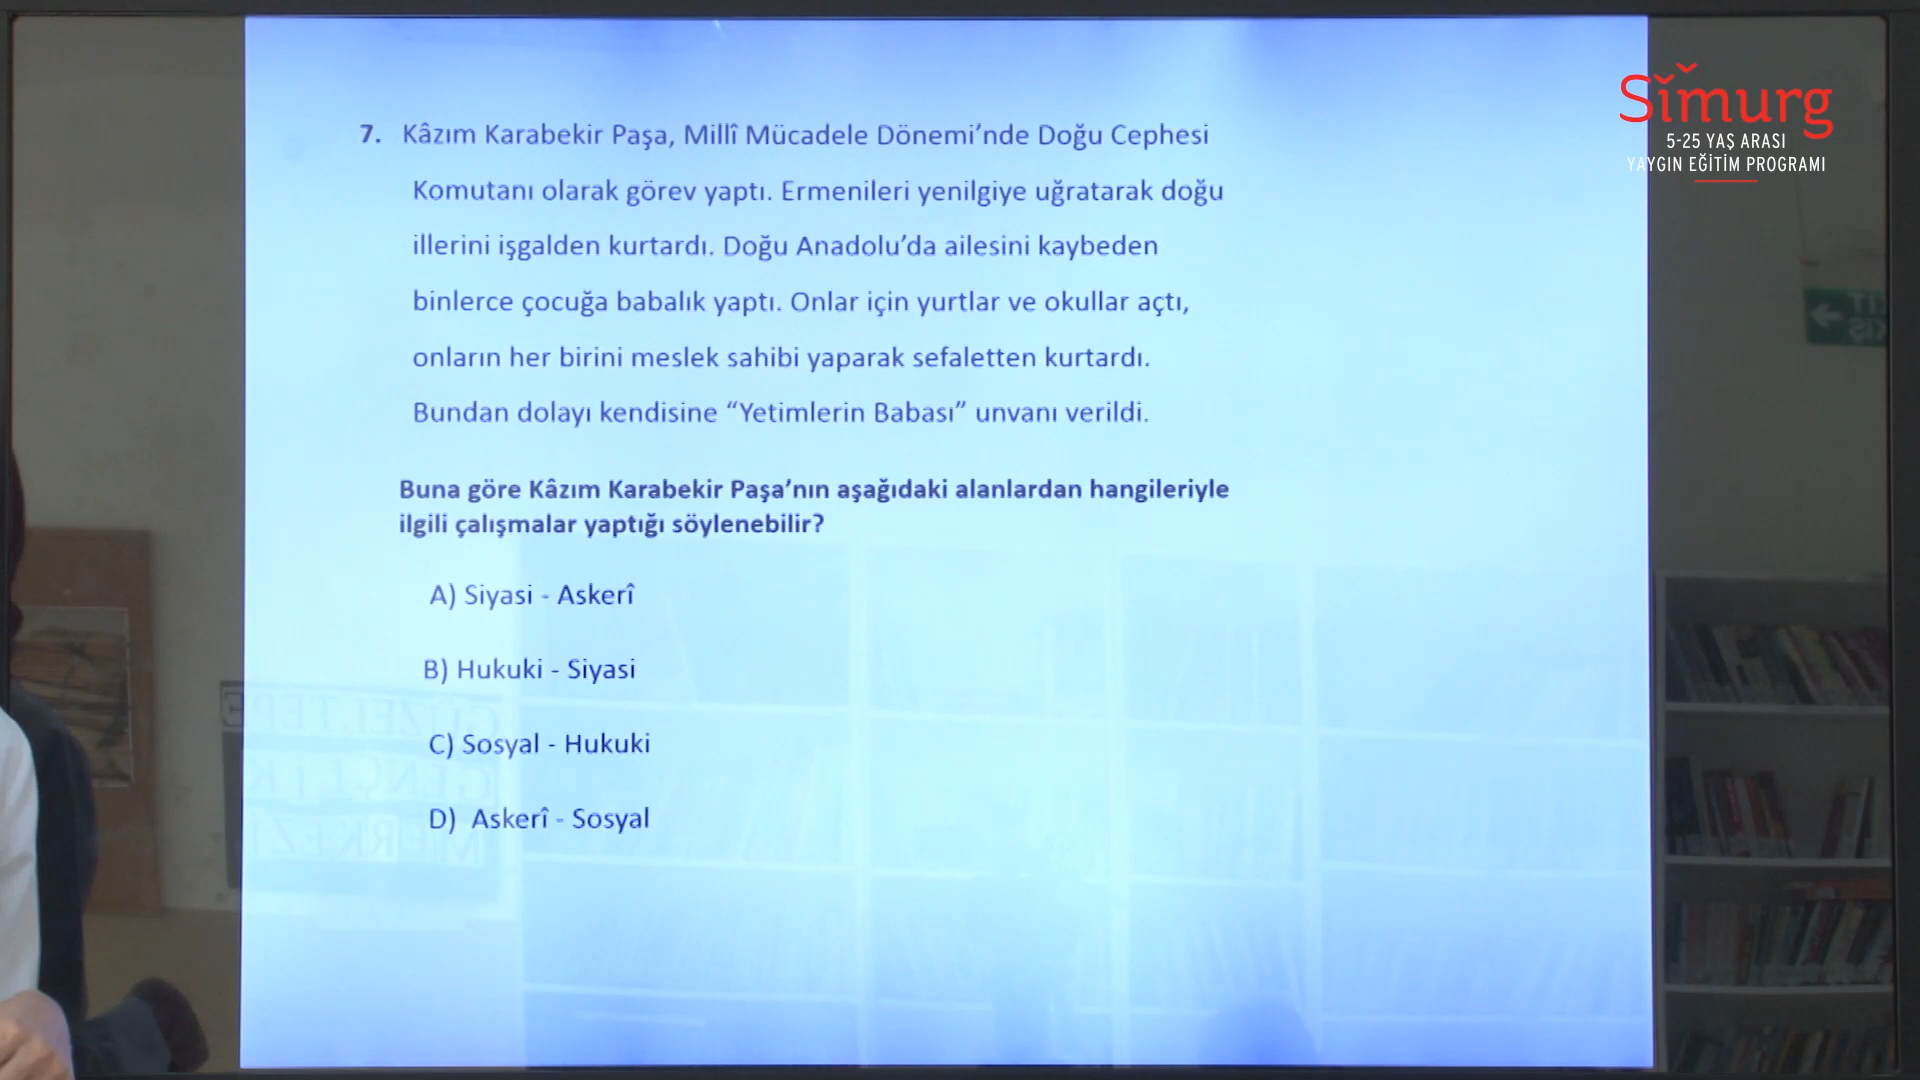 Simurg
5-25 YAŞ ARASI
YAYGIN EĞİTİM PROGRAMI
7. Kâzım Karabekir Paşa, Millî Mücadele Dönemi’nde Doğu Cephesi
Komutanı olarak görev yaptı. Ermenileri yenilgiye uğratarak doğu
illerini işgalden kurtardı. Doğu Anadolu’da ailesini kaybeden
binlerce çocuğa babalık yaptı. Onlar için yurtlar ve okullar açtı,
onların her birini meslek sahibi yaparak sefaletten kurtardı.
Bundan dolayı kendisine “Yetimlerin Babası” unvanı verildi.
Buna göre Kâzım Karabekir Paşa’nın aşağıdaki alanlardan hangileriyle
ilgili çalışmalar yaptığı söylenebilir?
A) Siyasi - Askerî
B) Hukuki - Siyasi
C) Sosyal - Hukuki
D) Askerî - Sosyal
GÜZELTEPE
GENÇLİK
MERKEZİ